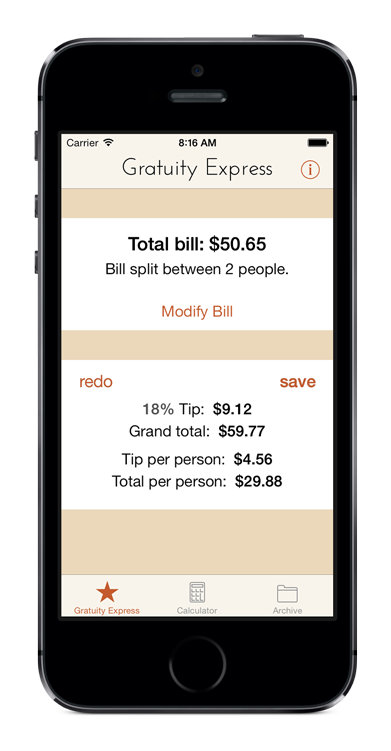 Carrier 8:16 AM
Gratuity Express i
Total bill: $50.65
Bill split between 2 people.
Modify Bill
redo save
18% Tip: $9.12
Grand total: $59.77
Tip per person: $4.56
Total per person: $29.88
Gratuity Express Calculator Archive